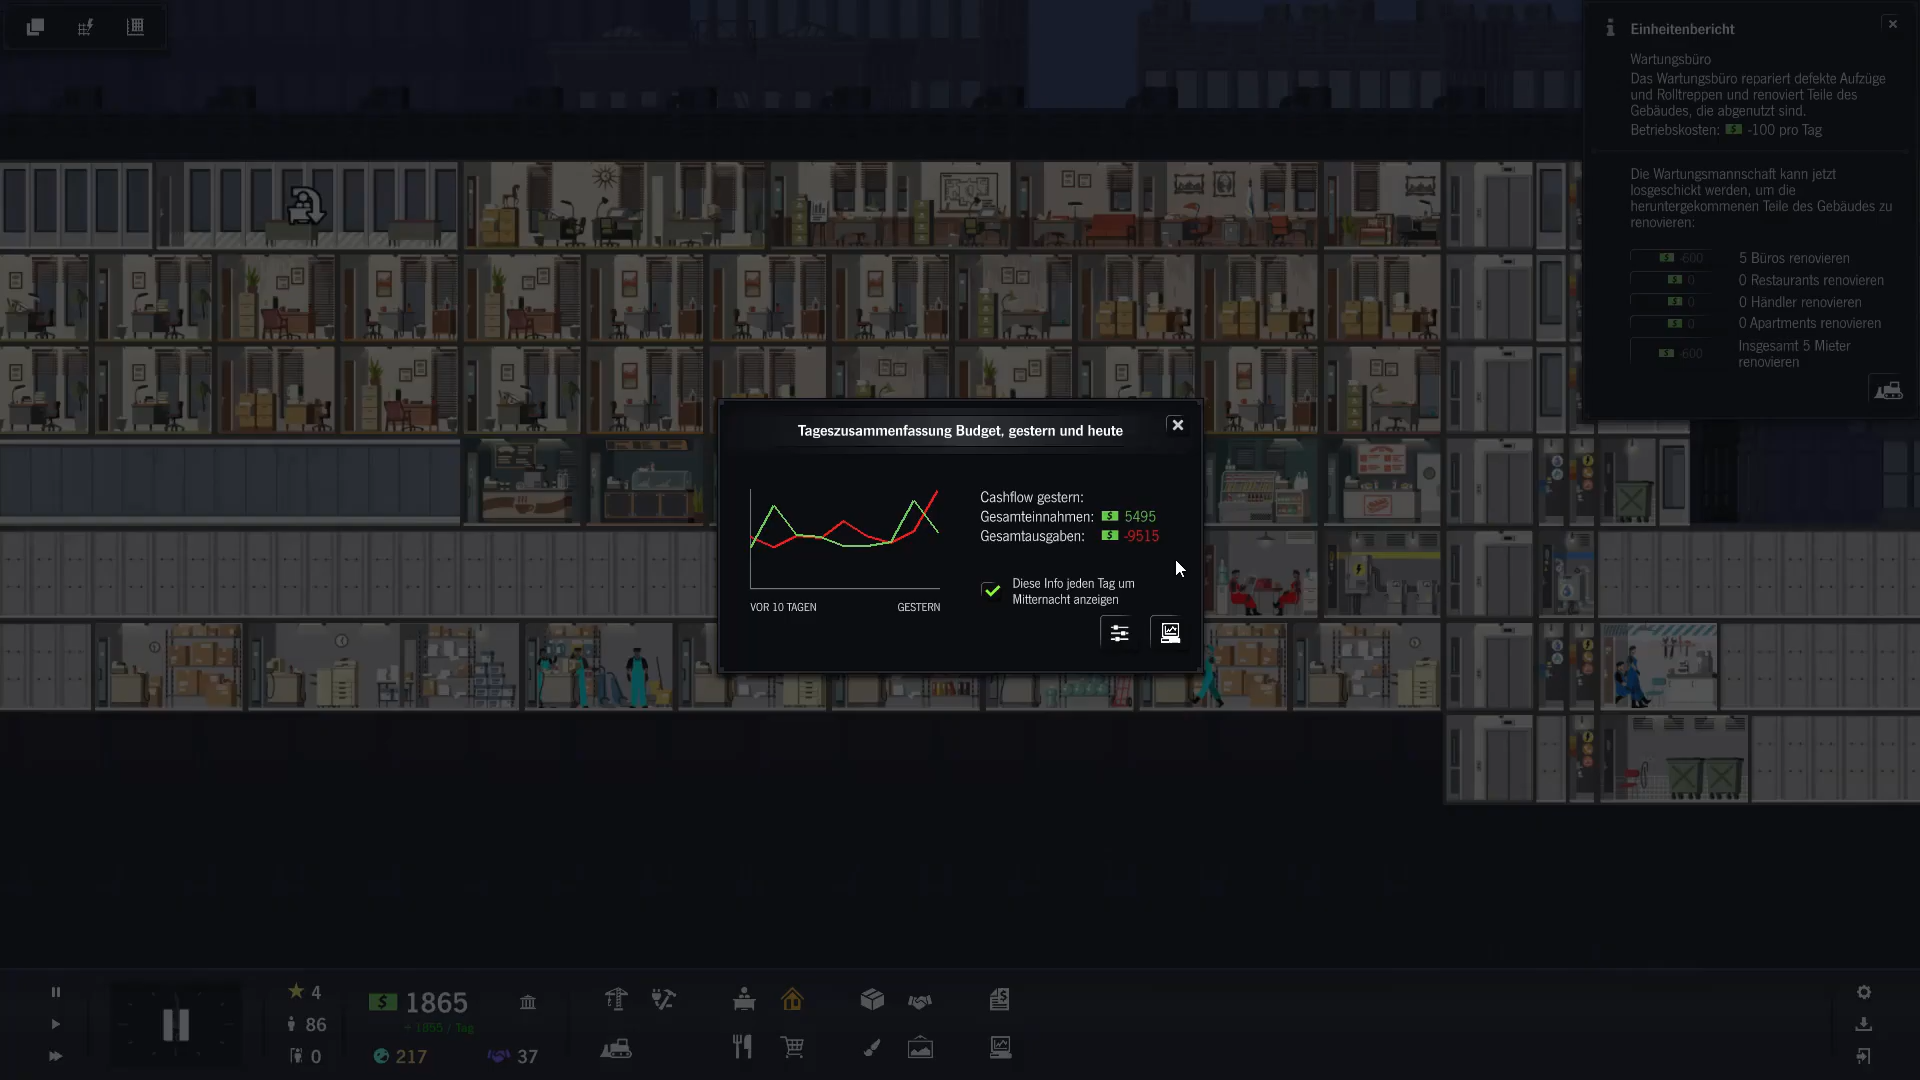 Einheitenbericht
Wartungsbüro
Das Wartungsbüro repariert defekte Aufzüge
und Rolltreppen und renoviert Teile des
Gebäudes, die abgenutzt sind.
Betriebskosten: $ -100 pro Tag
Die Wartungsmannschaft kann jetzt
losgeschickt werden, um die
heruntergekommenen Teile des Gebäudes zu
renovieren:
$ -600 5 Büros renovieren
$ 0 0 Restaurants renovieren
$ 0 0 Händler renovieren
$ 0 0 Apartments renovieren
$ -600 Insgesamt 5 Mieter
renovieren
Tageszusammenfassung Budget, gestern und heute
Cashflow gestern:
Gesamteinnahmen: $ 5495
Gesamtausgaben: $ -9515
Diese Info jeden Tag um
Mitternacht anzeigen
VOR 10 TAGEN GESTERN
4
86
0
$ 1865
+ 1855 / Tag
217
37